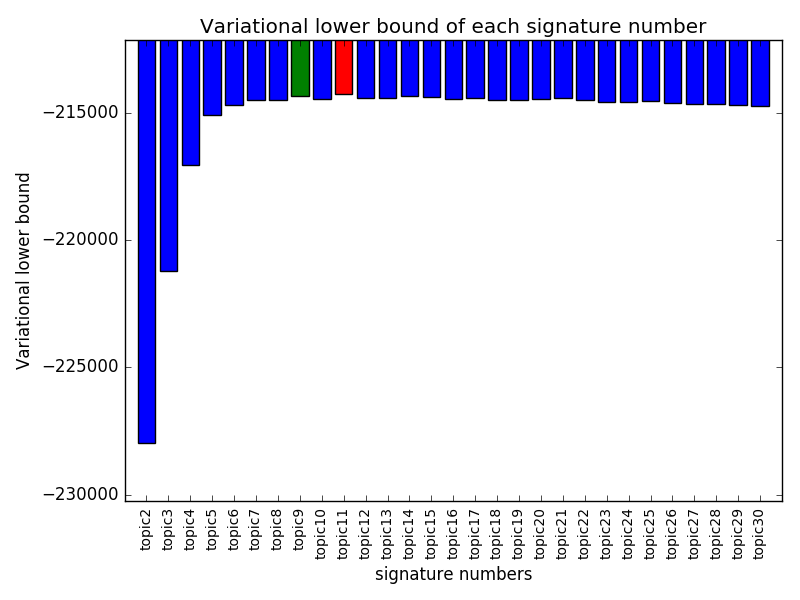 Variational lower bound of each signature number
Variational lower bound
−215000
−220000
−225000
−230000
topic2
topic3
topic4
topic5
topic6
topic7
topic8
topic9
topic10
topic11
topic12
topic13
topic14
topic15
topic16
topic17
topic18
topic19
topic20
topic21
topic22
topic23
topic24
topic25
topic26
topic27
topic28
topic29
topic30
signature numbers